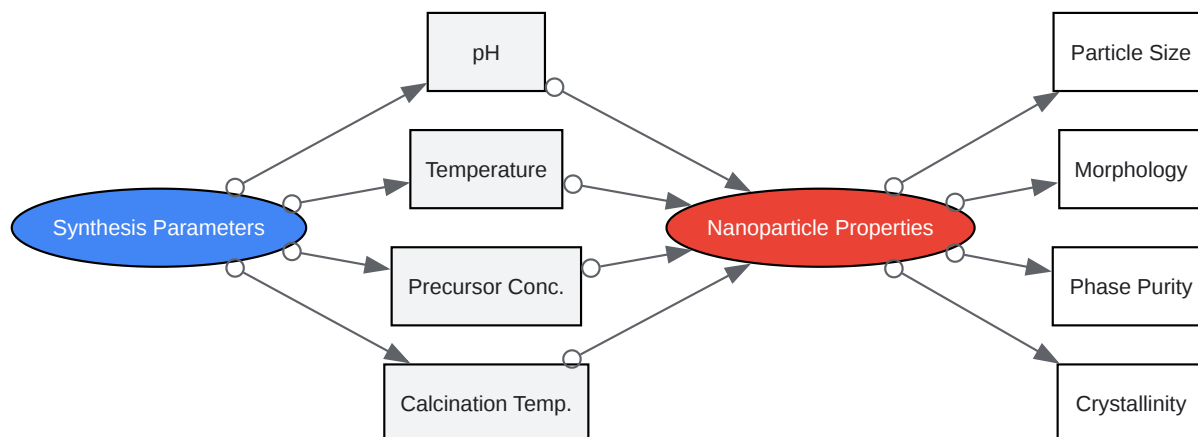 pH
Particle Size
Temperature
Morphology
Synthesis Parameters
Nanoparticle Properties
Precursor Conc.
Phase Purity
Calcination Temp.
Crystallinity